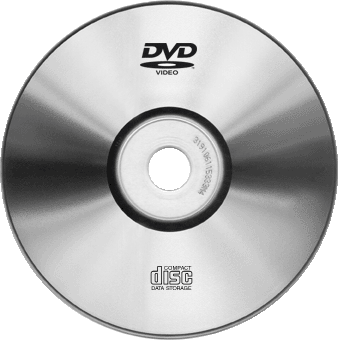 DVD
VIDEO
COMPACT
disc
DATA STORAGE